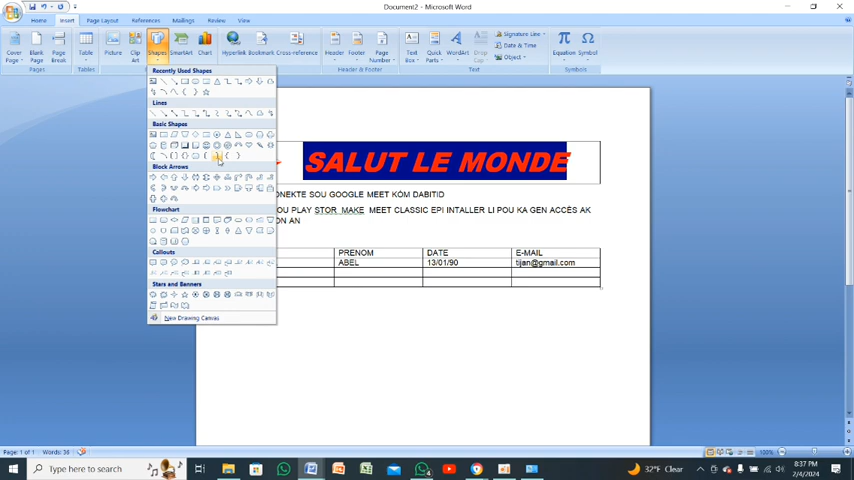 Document2 - Microsoft Word
Home Insert Page Layout References Mailings Review View
Cover Page Blank Page Page Break Table Picture Clip Art Shapes SmartArt Chart Hyperlink Bookmark Cross-reference Header Footer Page Number Text Box Quick Parts WordArt Drop Cap Signature Line Date & Time Object Equation Symbol
Pages Tables Header & Footer Text Symbols
Recently Used Shapes
Lines
Basic Shapes
Block Arrows
Flowchart
Callouts
Stars and Banners
New Drawing Canvas
SALUT LE MONDE
ONEKTE SOU GOOGLE MEET KÒM DABITID
OU PLAY STOR MAKE MEET CLASSIC EPI INTALLER LI POU KA GEN ACCÈS AK
ON AN
PRENOM DATE E-MAIL
ABEL 13/01/90 tijan@gmail.com
Page: 1 of 1 Words: 36 100%
Type here to search 32°F Clear 8:37 PM
2/4/2024